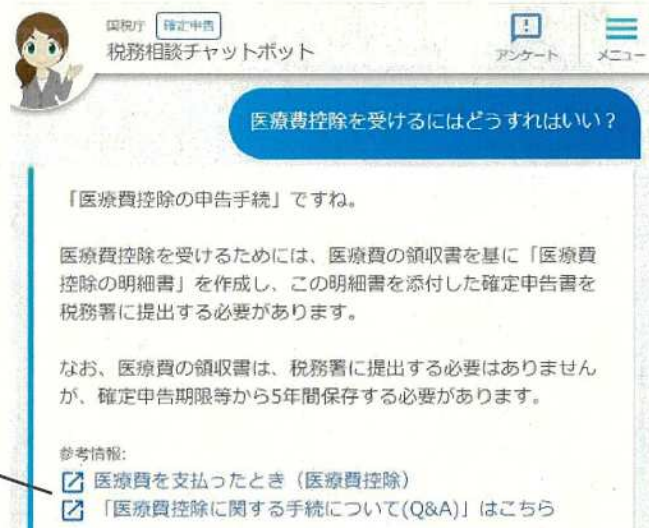 国税庁 確定申告
税務相談チャットボット
アンケート
メニュー
医療費控除を受けるにはどうすればいい？
「医療費控除の申告手続」ですね。
医療費控除を受けるためには、医療費の領収書を基に「医療費
控除の明細書」を作成し、この明細書を添付した確定申告書を
税務署に提出する必要があります。
なお、医療費の領収書は、税務署に提出する必要はありません
が、確定申告期限等から5年間保存する必要があります。
参考情報:
医療費を支払ったとき（医療費控除）
「医療費控除に関する手続について(Q&A)」はこちら